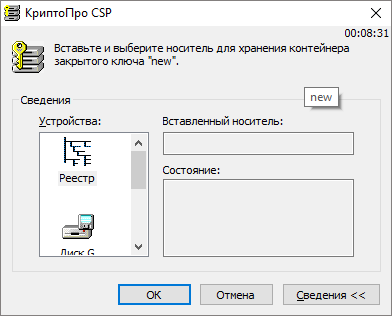 КриптоПро CSP
00:08:31
Вставьте и выберите носитель для хранения контейнера
закрытого ключа "new".
new
Сведения
Устройства:
Вставленный носитель:
Реестр
Состояние:
Диск G
ОК
Отмена
Сведения <<